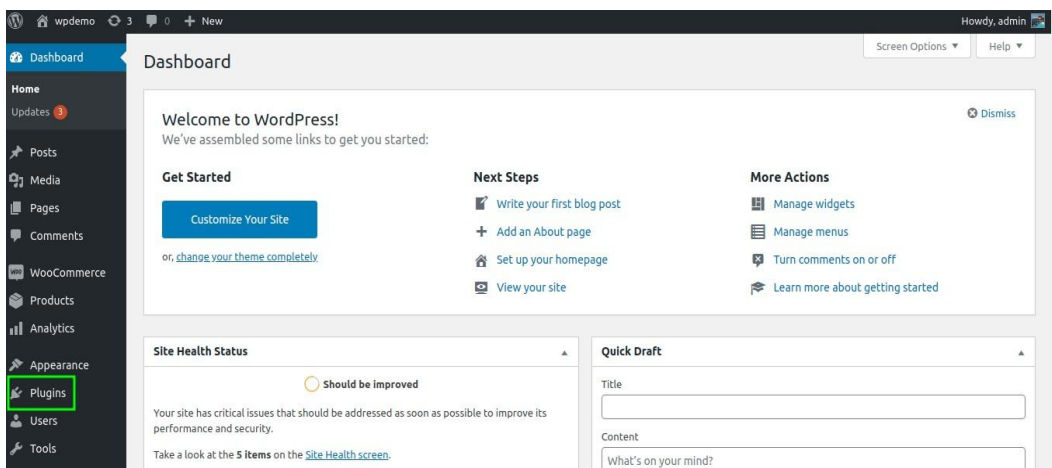 wpdemo 3 0 + New
Howdy, admin
Screen Options ▼
Help ▼
Dashboard
Home
Updates 3
Posts
Media
Pages
Comments
WooCommerce
Products
Analytics
Appearance
Plugins
Users
Tools
Dashboard
Welcome to WordPress!
We've assembled some links to get you started:
Dismiss
Get Started
Customize Your Site
or, change your theme completely
Next Steps
Write your first blog post
Add an About page
Set up your homepage
View your site
More Actions
Manage widgets
Manage menus
Turn comments on or off
Learn more about getting started
Site Health Status
Should be improved
Your site has critical issues that should be addressed as soon as possible to improve its
performance and security.
Take a look at the 5 items on the Site Health screen.
Quick Draft
Title
Content
What's on your mind?